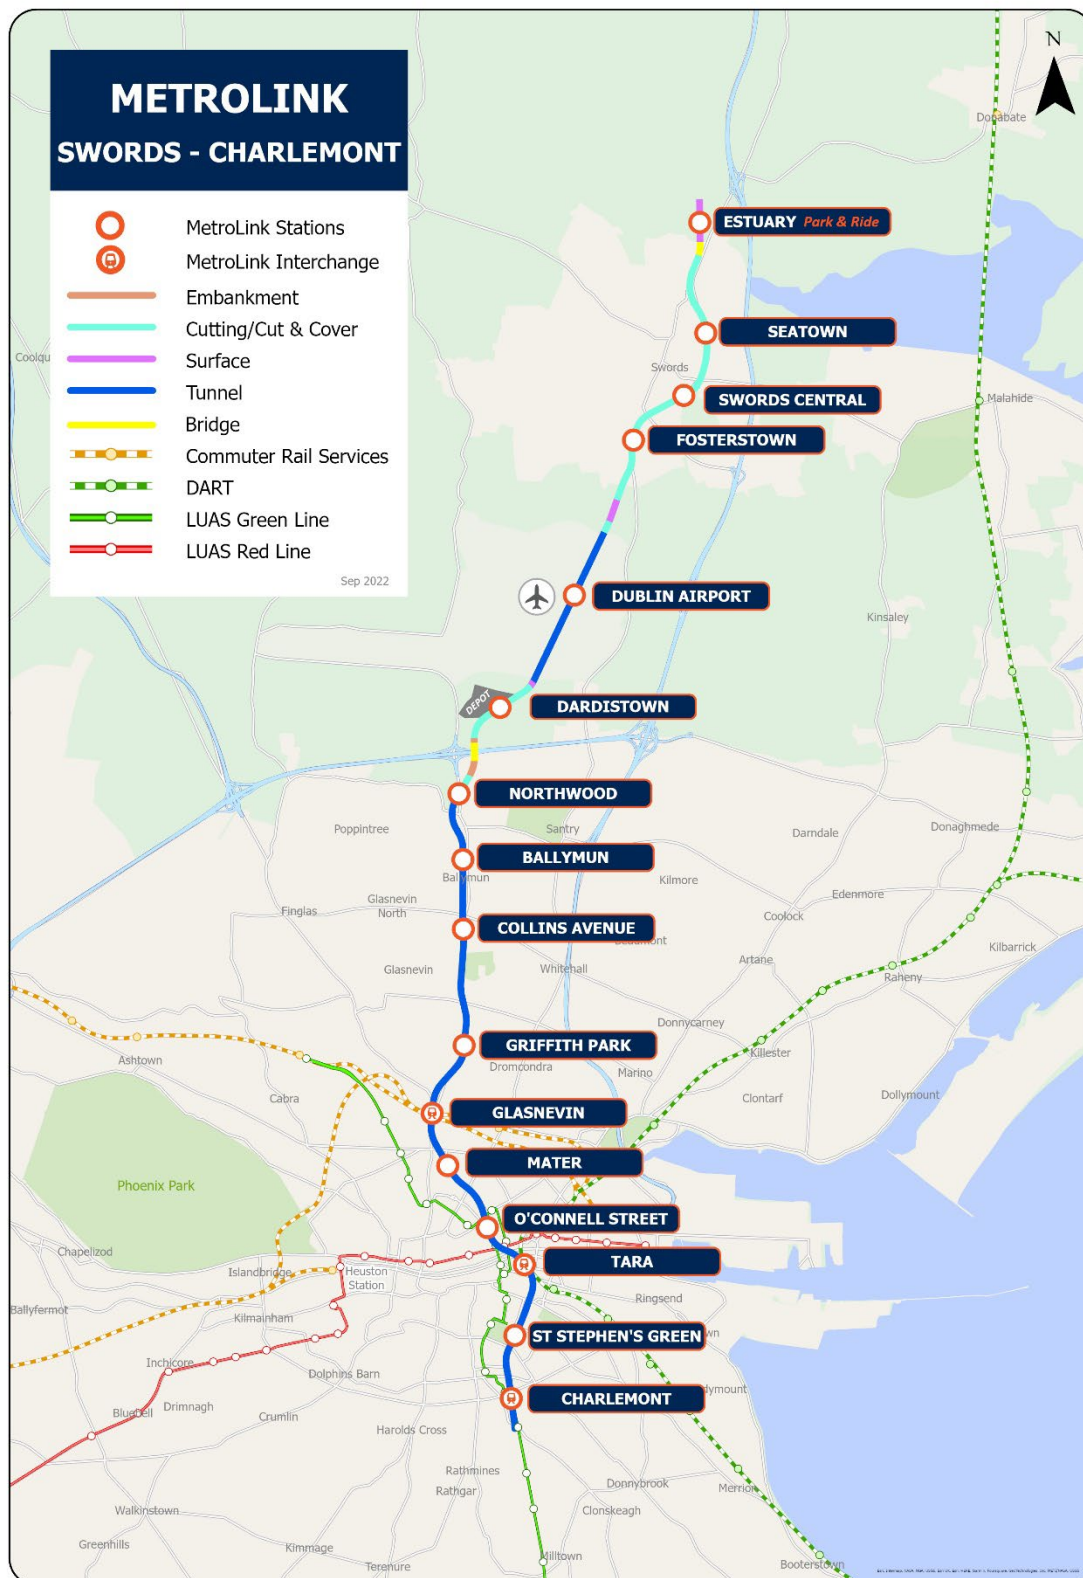 METROLINK
SWORDS - CHARLEMONT
MetroLink Stations
MetroLink Interchange
Embankment
Cutting/Cut & Cover
Surface
Tunnel
Bridge
Commuter Rail Services
DART
LUAS Green Line
LUAS Red Line
Sep 2022
N
Donabate
ESTUARY Park & Ride
SEATOWN
Coolqu
Swords
SWORDS CENTRAL
Malahide
FOSTERSTOWN
DUBLIN AIRPORT
Kinsaley
DEPOT
DARDISTOWN
NORTHWOOD
Poppintree
Santry
Darndale
Donaghmede
BALLYMUN
Ballymun
Kilmore
Edenmore
Glasnevin
North
Finglas
Coolock
COLLINS AVENUE
Kilbarrick
Artane
Glasnevin
Whitehall
Raheny
Donnycarney
GRIFFITH PARK
Ashtown
Killester
Dromcondra
Marino
Cabra
Clontarf
Dollymount
GLASNEVIN
MATER
Phoenix Park
O'CONNELL STREET
Chapelizod
TARA
Islandbridge
Heuston
Station
Ringsend
Ballyfermot
Kilmainham
ST STEPHEN'S GREEN
wn
Inchicore
Dolphins Barn
CHARLEMONT
dymount
Drimnagh
Bluebell
Crumlin
Harolds Cross
Rathmines
Rathgar
Donnybrook
Merrion
Walkinstown
Clonskeagh
Greenhills
Kimmage
Milltown
Terenure
Booterstown